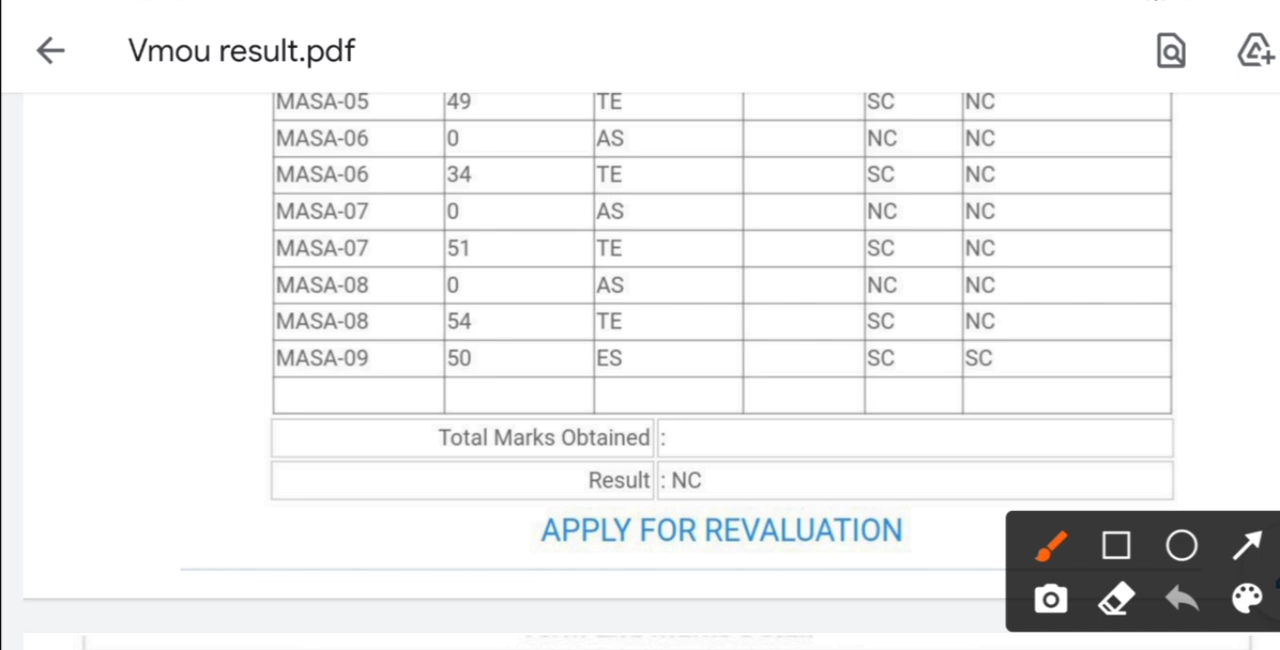 Vmou result.pdf
MASA-05 49 TE SC NC
MASA-06 0 AS NC NC
MASA-06 34 TE SC NC
MASA-07 0 AS NC NC
MASA-07 51 TE SC NC
MASA-08 0 AS NC NC
MASA-08 54 TE SC NC
MASA-09 50 ES SC SC
Total Marks Obtained :
Result : NC
APPLY FOR REVALUATION